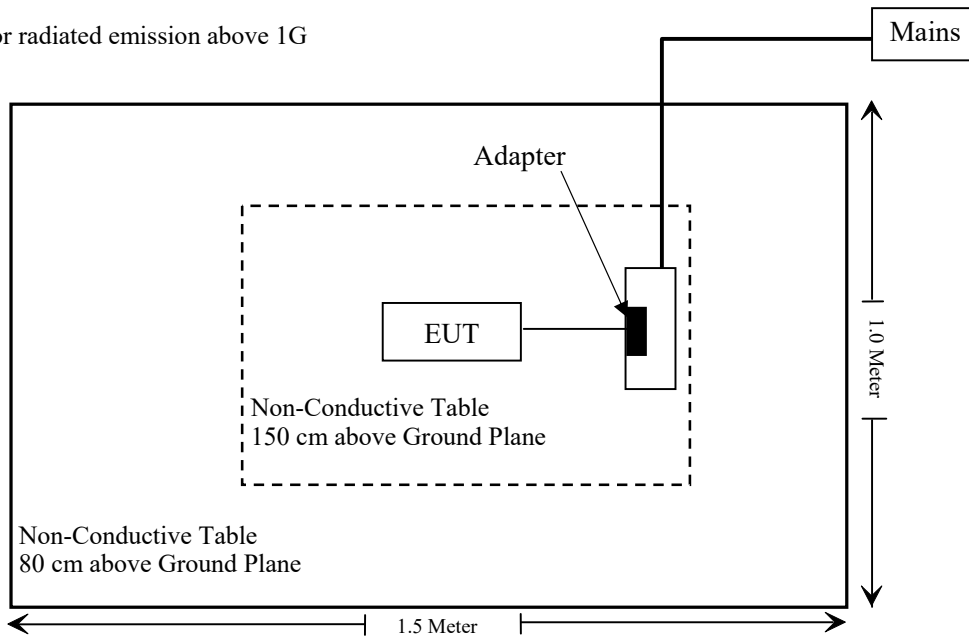 or radiated emission above 1G
Mains
Adapter
EUT
1.0 Meter
Non-Conductive Table
150 cm above Ground Plane
Non-Conductive Table
80 cm above Ground Plane
1.5 Meter